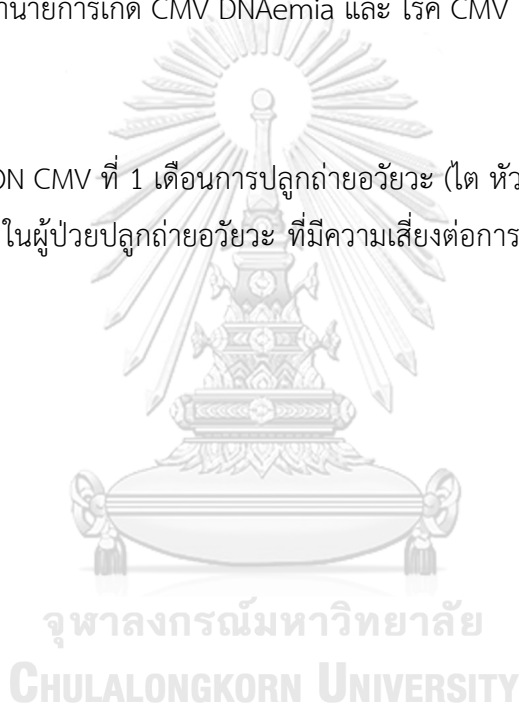 ทำนายการเกิด CMV DNAemia และ โรค CMV
ON CMV ที่ 1 เดือนการปลูกถ่ายอวัยวะ (ไต หัว
ในผู้ป่วยปลูกถ่ายอวัยวะ ที่มีความเสี่ยงต่อการ
จุฬาลงกรณ์มหาวิทยาลัย
CHULALONGKORN UNIVERSITY